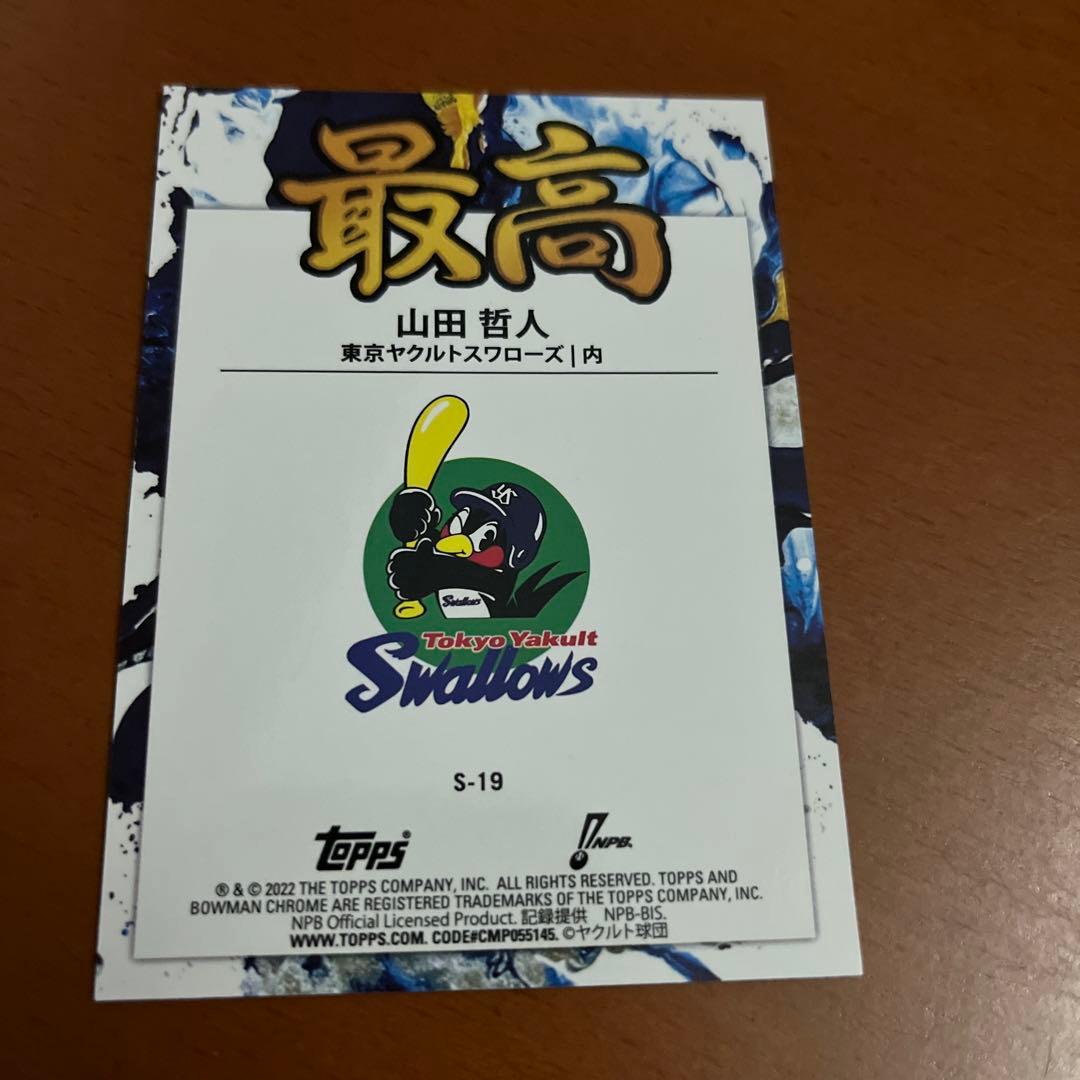 最高
山田 哲人
東京ヤクルトスワローズ | 内
YS
Swallows
Tokyo Yakult
Swallows
S-19
TOPPS®
NPB.
® & © 2022 THE TOPPS COMPANY, INC. ALL RIGHTS RESERVED. TOPPS AND
BOWMAN CHROME ARE REGISTERED TRADEMARKS OF THE TOPPS COMPANY, INC.
NPB Official Licensed Product. 記録提供 NPB-BIS.
WWW.TOPPS.COM. CODE#CMP055145. ©ヤクルト球団